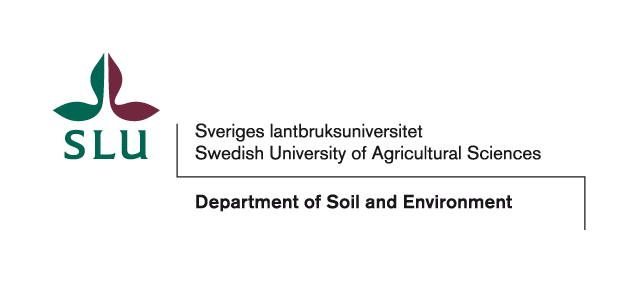 SLU
Sveriges lantbruksuniversitet
Swedish University of Agricultural Sciences
Department of Soil and Environment